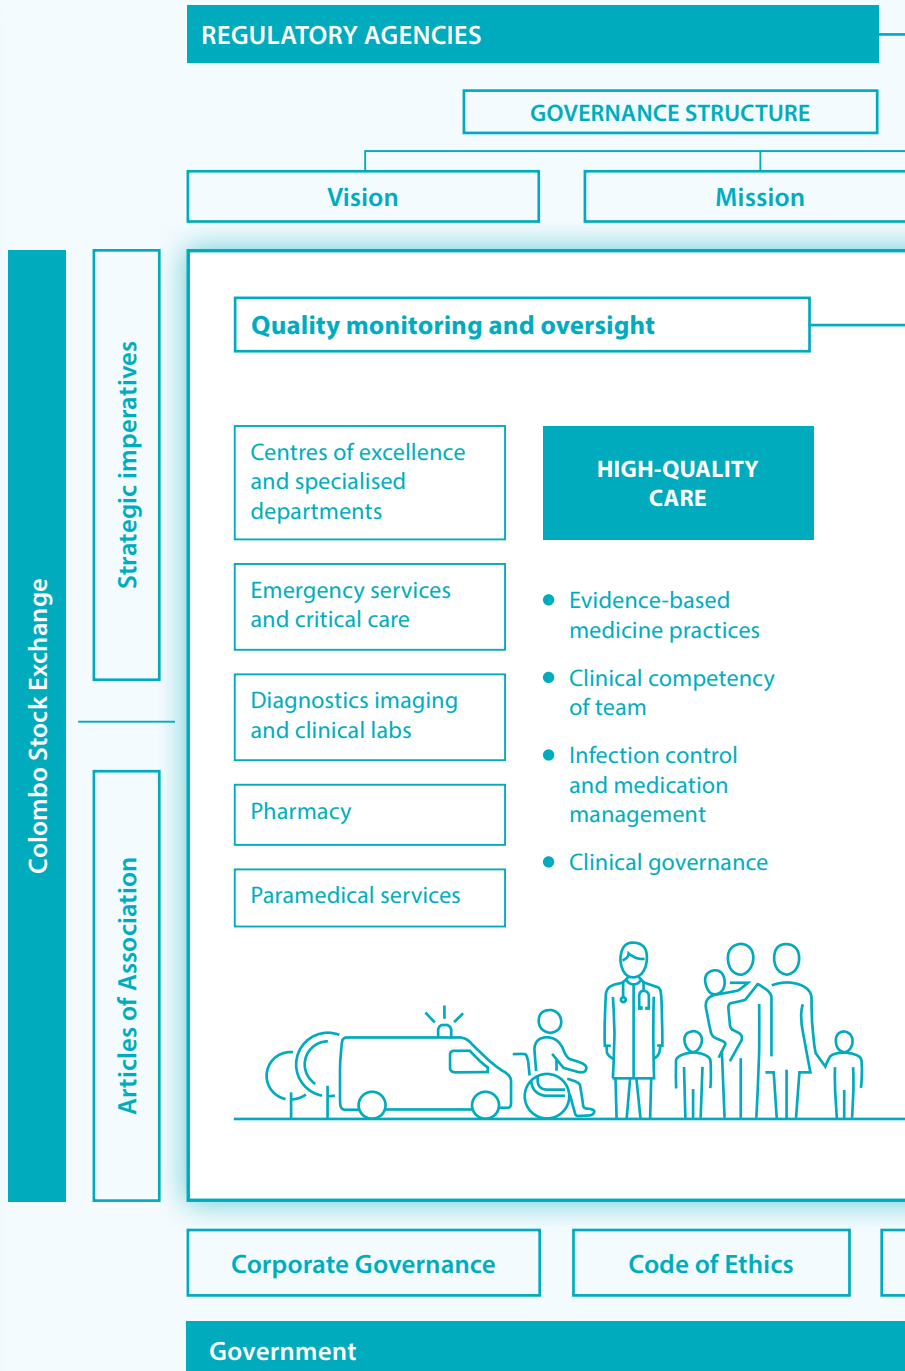 REGULATORY AGENCIES
GOVERNANCE STRUCTURE
Vision
Mission
Colombo Stock Exchange
Strategic imperatives
Articles of Association
Quality monitoring and oversight
Centres of excellence
and specialised
departments
Emergency services
and critical care
Diagnostics imaging
and clinical labs
Pharmacy
Paramedical services
HIGH-QUALITY
CARE
Evidence-based
medicine practices
Clinical competency
of team
Infection control
and medication
management
Clinical governance
Corporate Governance
Code of Ethics
Government